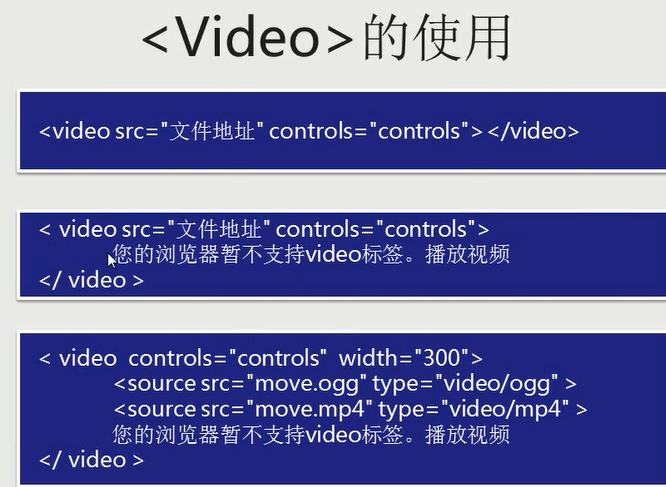 <Video>的使用
<video src="文件地址" controls="controls"></video>
< video src="文件地址" controls="controls">
您的浏览器暂不支持video标签。播放视频
</ video >
< video  controls="controls"  width="300">
<source src="move.ogg" type="video/ogg" >
<source src="move.mp4" type="video/mp4" >
您的浏览器暂不支持video标签。播放视频
</ video >